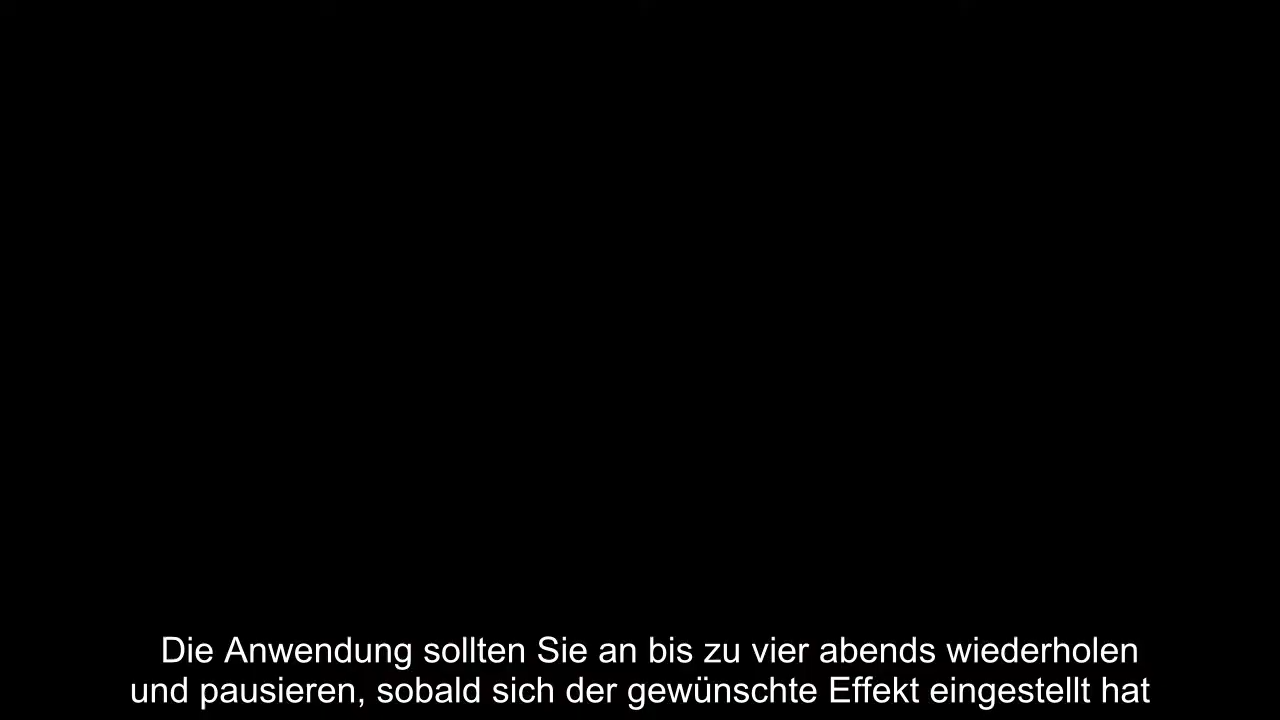 Die Anwendung sollten Sie an bis zu vier abends wiederholen
und pausieren, sobald sich der gewünschte Effekt eingestellt hat